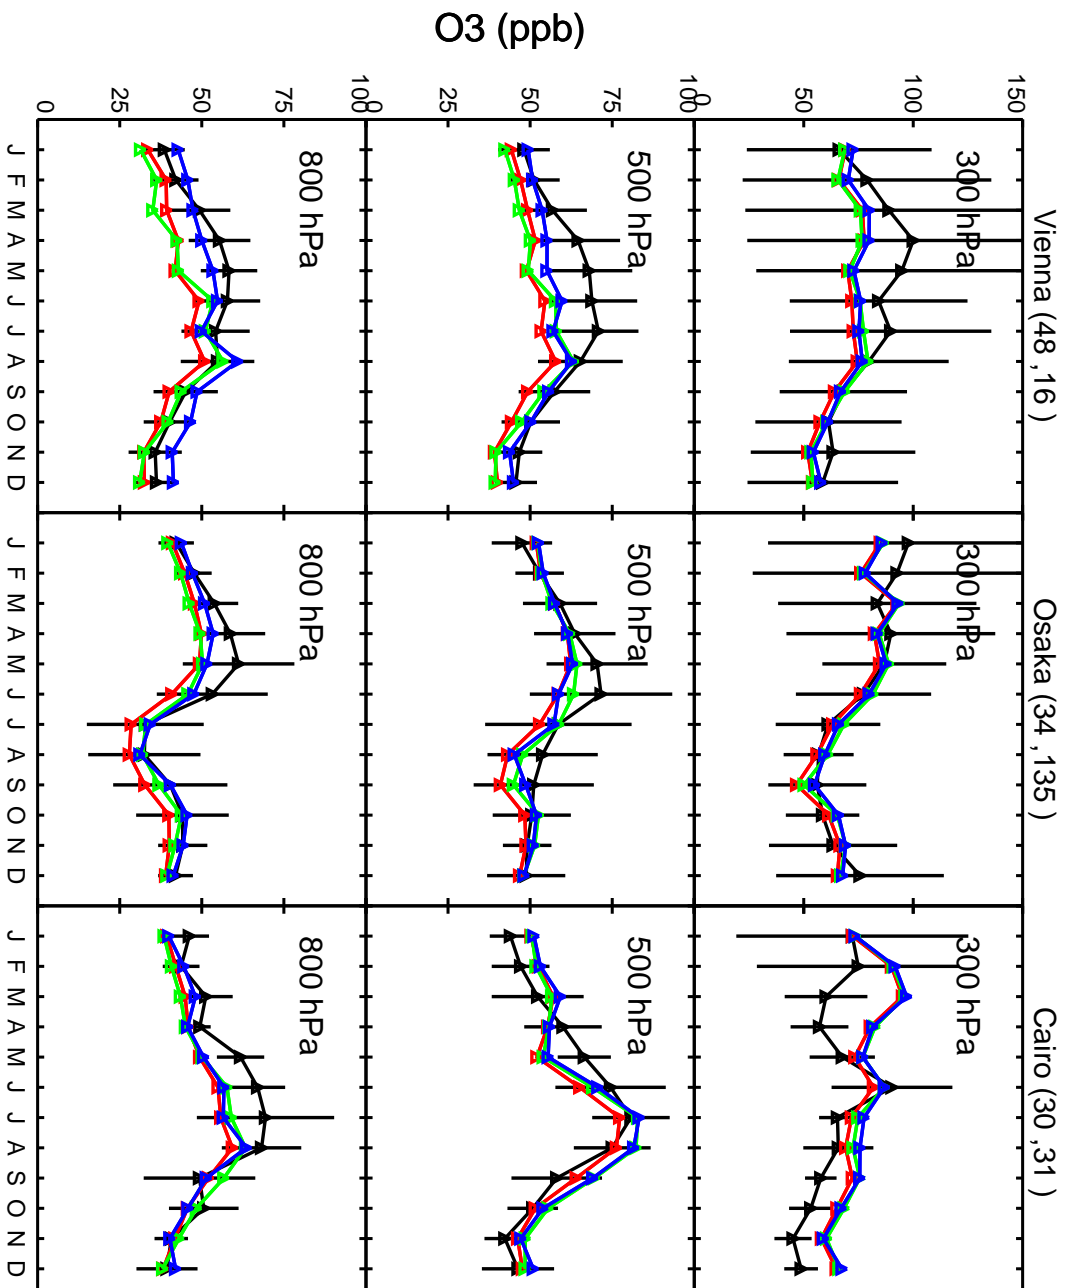 O3 (ppb)
Vienna (48 ,16 )
Osaka (34 ,135 )
Cairo (30 ,31 )
150
100
50
0
300 hPa
300 hPa
300 hPa
100
75
50
25
0
500 hPa
500 hPa
500 hPa
100
75
50
25
0
800 hPa
800 hPa
800 hPa
J F M A M J J A S O N D
J F M A M J J A S O N D
J F M A M J J A S O N D